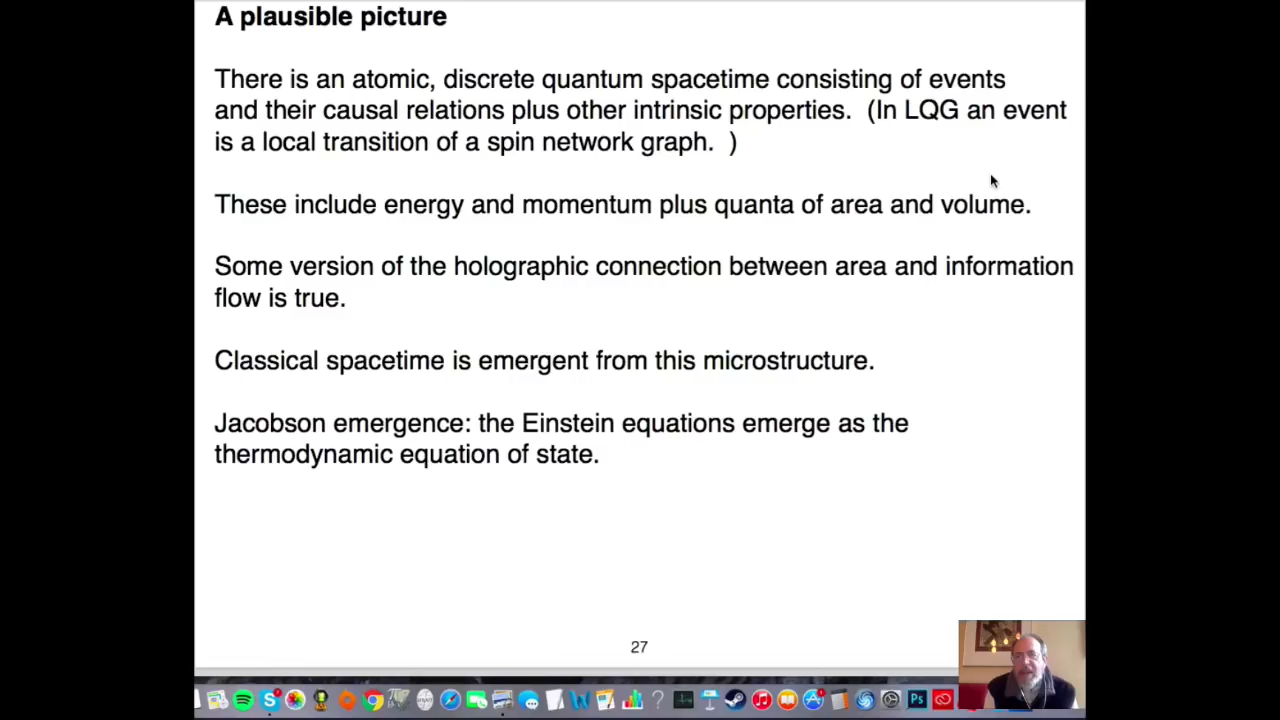 A plausible picture
There is an atomic, discrete quantum spacetime consisting of events
and their causal relations plus other intrinsic properties.  (In LQG an event
is a local transition of a spin network graph.  )
These include energy and momentum plus quanta of area and volume.
Some version of the holographic connection between area and information
flow is true.
Classical spacetime is emergent from this microstructure.
Jacobson emergence: the Einstein equations emerge as the
thermodynamic equation of state.
27
Ps